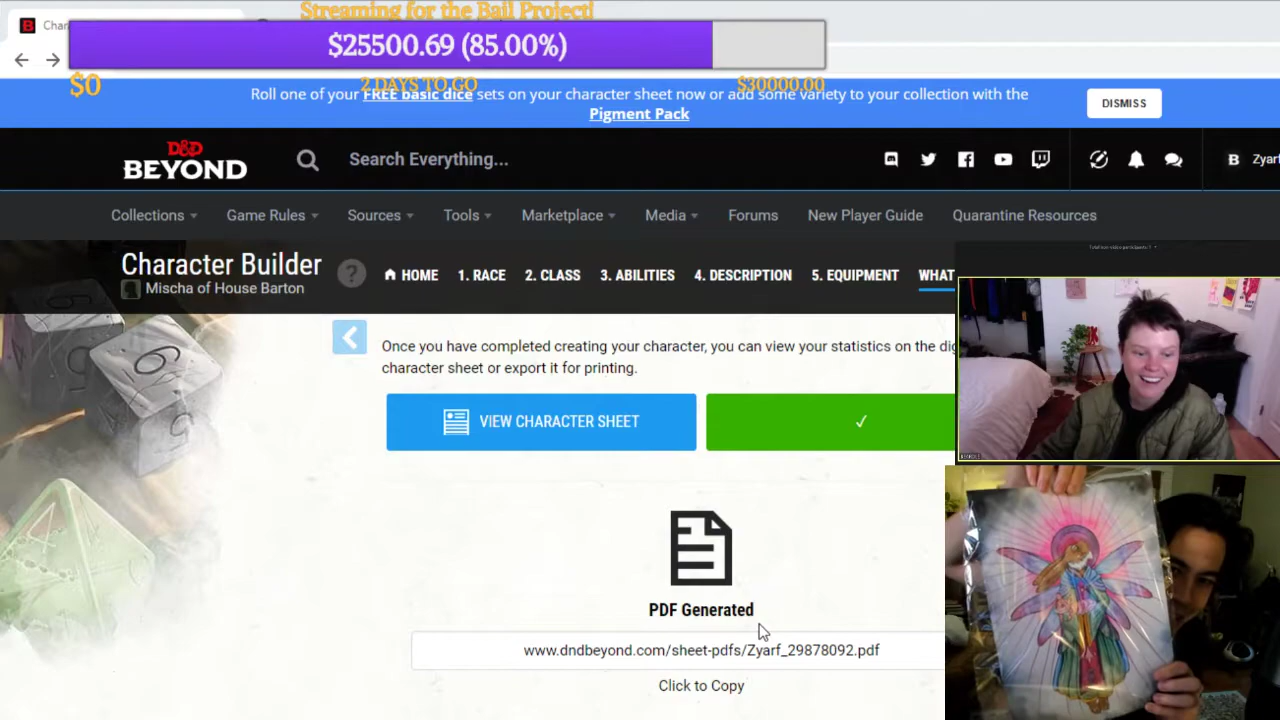 Streaming for the Bail Project!
Char
$25500.69 (85.00%)
$0
2 DAYS TO GO
$30000.00
Roll one of your FREE basic dice sets on your character sheet now or add some variety to your collection with the
Pigment Pack
DISMISS
D&D
BEYOND
Search Everything...
B Zyarf
Collections
Game Rules
Sources
Tools
Marketplace
Media
Forums
New Player Guide
Quarantine Resources
Character Builder
?
HOME
1. RACE
2. CLASS
3. ABILITIES
4. DESCRIPTION
5. EQUIPMENT
WHAT
Mischa of House Barton
Once you have completed creating your character, you can view your statistics on the dig
character sheet or export it for printing.
VIEW CHARACTER SHEET
PDF Generated
www.dndbeyond.com/sheet-pdfs/Zyarf_29878092.pdf
Click to Copy